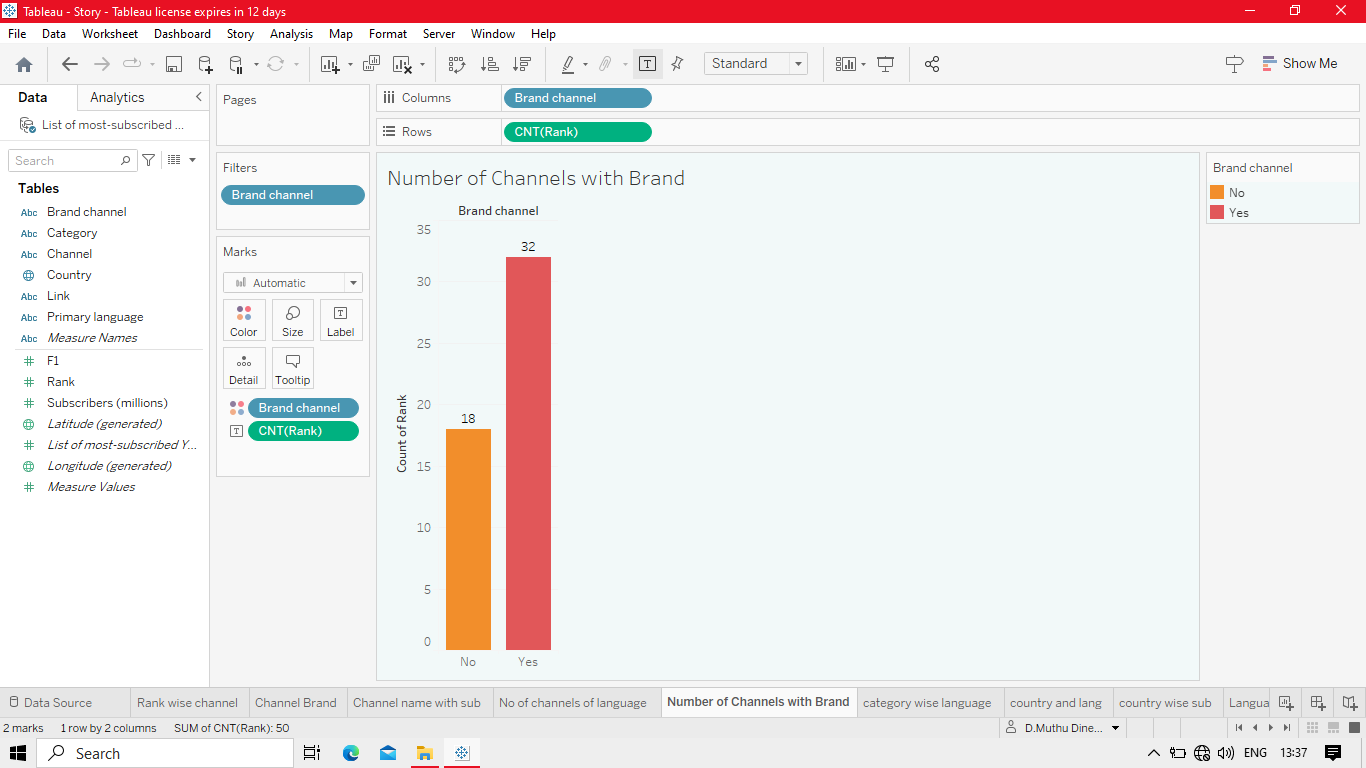 Tableau - Story - Tableau license expires in 12 days
File Data Worksheet Dashboard Story Analysis Map Format Server Window Help
Standard
Show Me
Data Analytics
List of most-subscribed ...
Search
Tables
Abc Brand channel
Abc Category
Abc Channel
Country
Abc Link
Abc Primary language
Abc Measure Names
# F1
# Rank
# Subscribers (millions)
Latitude (generated)
# List of most-subscribed Y...
Longitude (generated)
# Measure Values
Pages
Filters
Brand channel
Marks
Automatic
Color Size Label
Detail Tooltip
Brand channel
T CNT(Rank)
Columns Brand channel
Rows CNT(Rank)
Number of Channels with Brand
Brand channel
35
30
25
20
15
10
5
0
Count of Rank
18
32
No Yes
Brand channel
No
Yes
Data Source Rank wise channel Channel Brand Channel name with sub No of channels of language Number of Channels with Brand category wise language country and lang country wise sub Langua
2 marks 1 row by 2 columns SUM of CNT(Rank): 50 D.Muthu Dine...
Search ENG 13:37